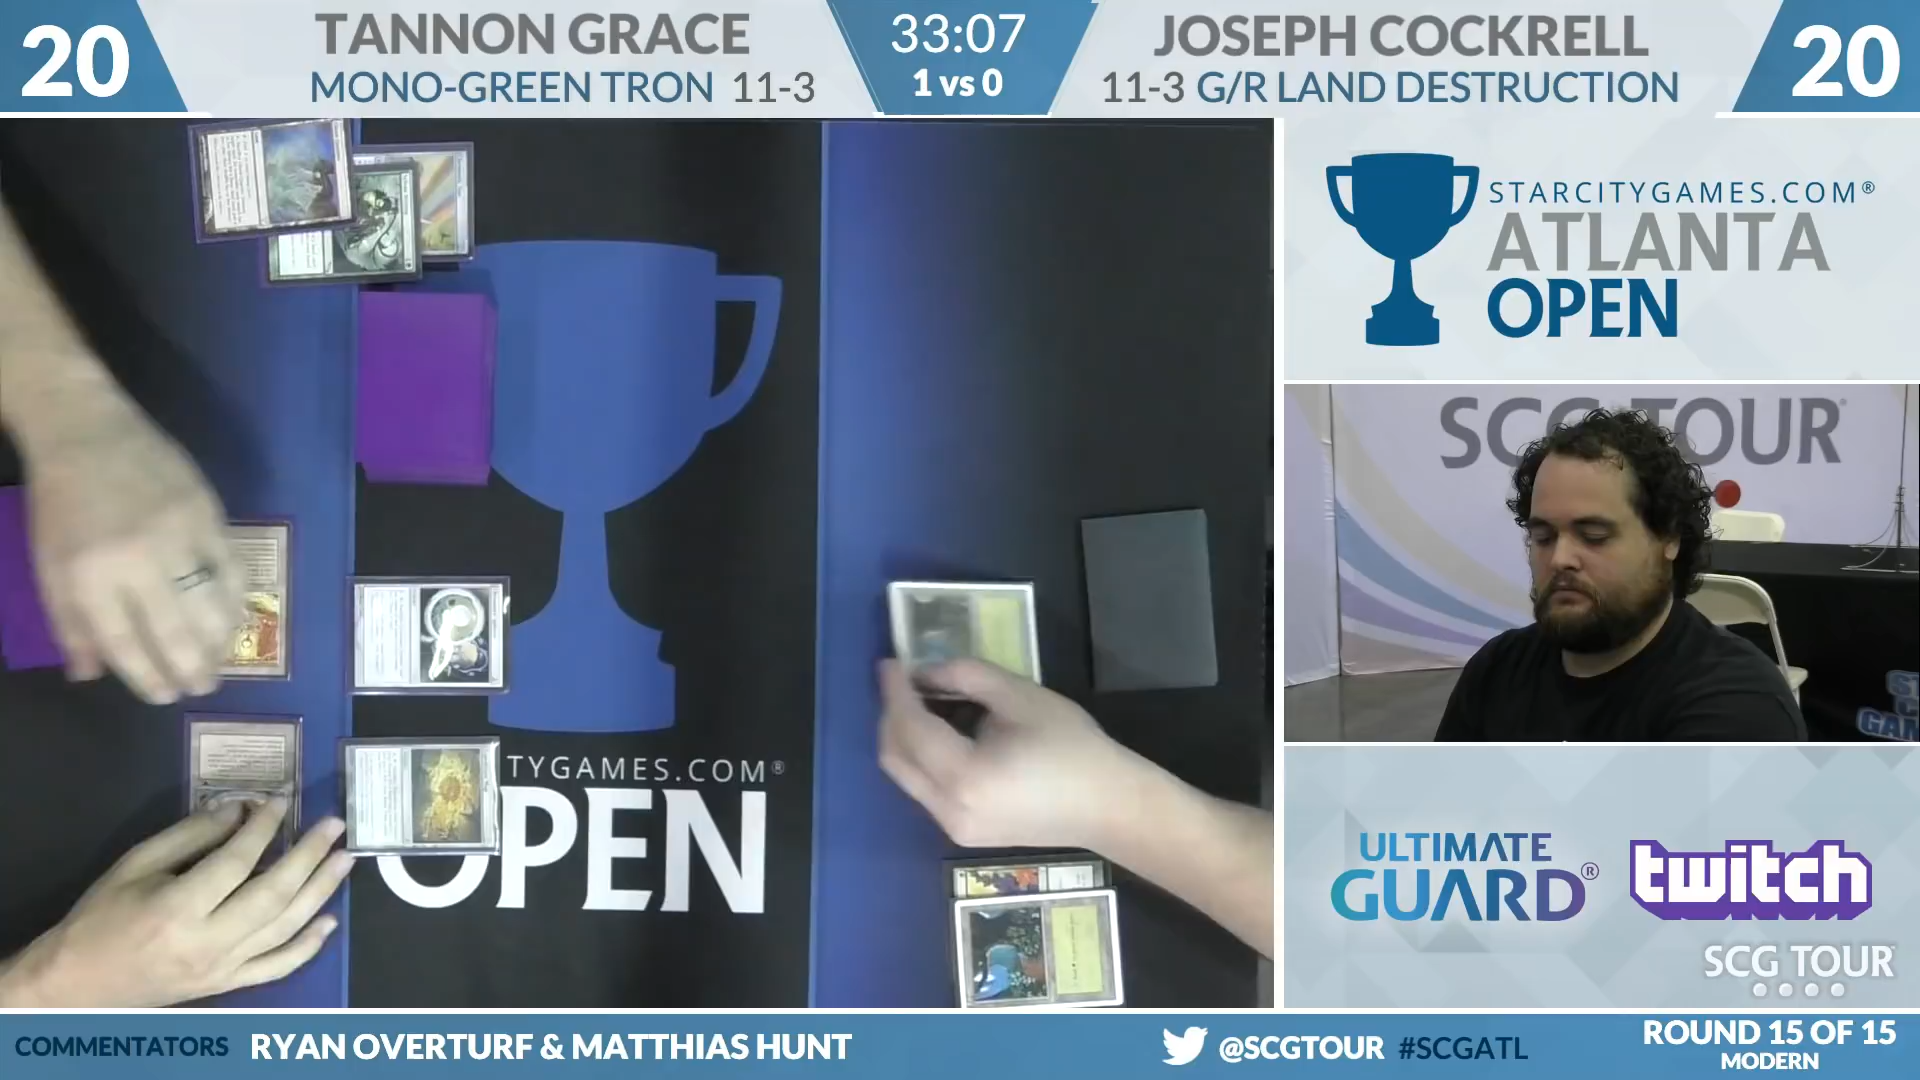 20
TANNON GRACE
MONO-GREEN TRON 11-3
33:07
1 vs 0
JOSEPH COCKRELL
11-3 G/R LAND DESTRUCTION
20
STARCITYGAMES.COM®
ATLANTA
OPEN
SCG TOUR
TYGAMES.COM®
OPEN
ULTIMATE
GUARD®
twitch
SCG TOUR
COMMENTATORS RYAN OVERTURF & MATTHIAS HUNT
@SCGTOUR #SCGATL
ROUND 15 OF 15
MODERN